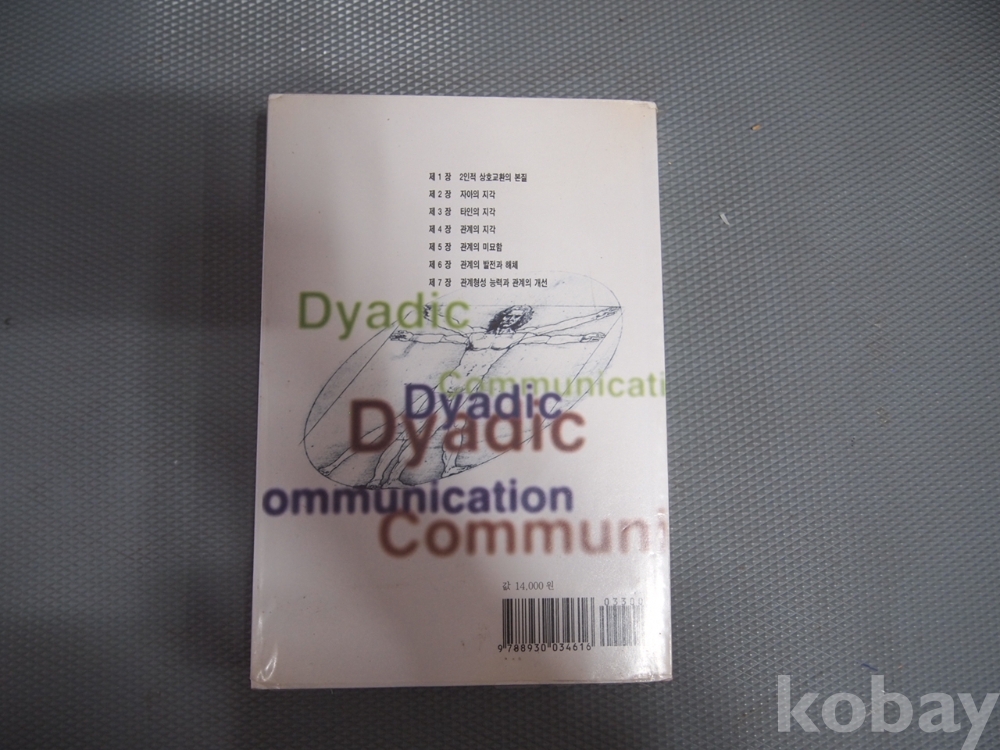 제 1 장 2인적 상호교환의 본질
제 2 장 자아의 지각
제 3 장 타인의 지각
제 4 장 관계의 지각
제 5 장 관계의 미묘함
제 6 장 관계의 발전과 해체
제 7 장 관계형성 능력과 관계의 개선
Dyadic
Communicati
Dyadic
Dyadic
ommunication
Communi
값 14,000 원
03300
9 788930 034616
kobay